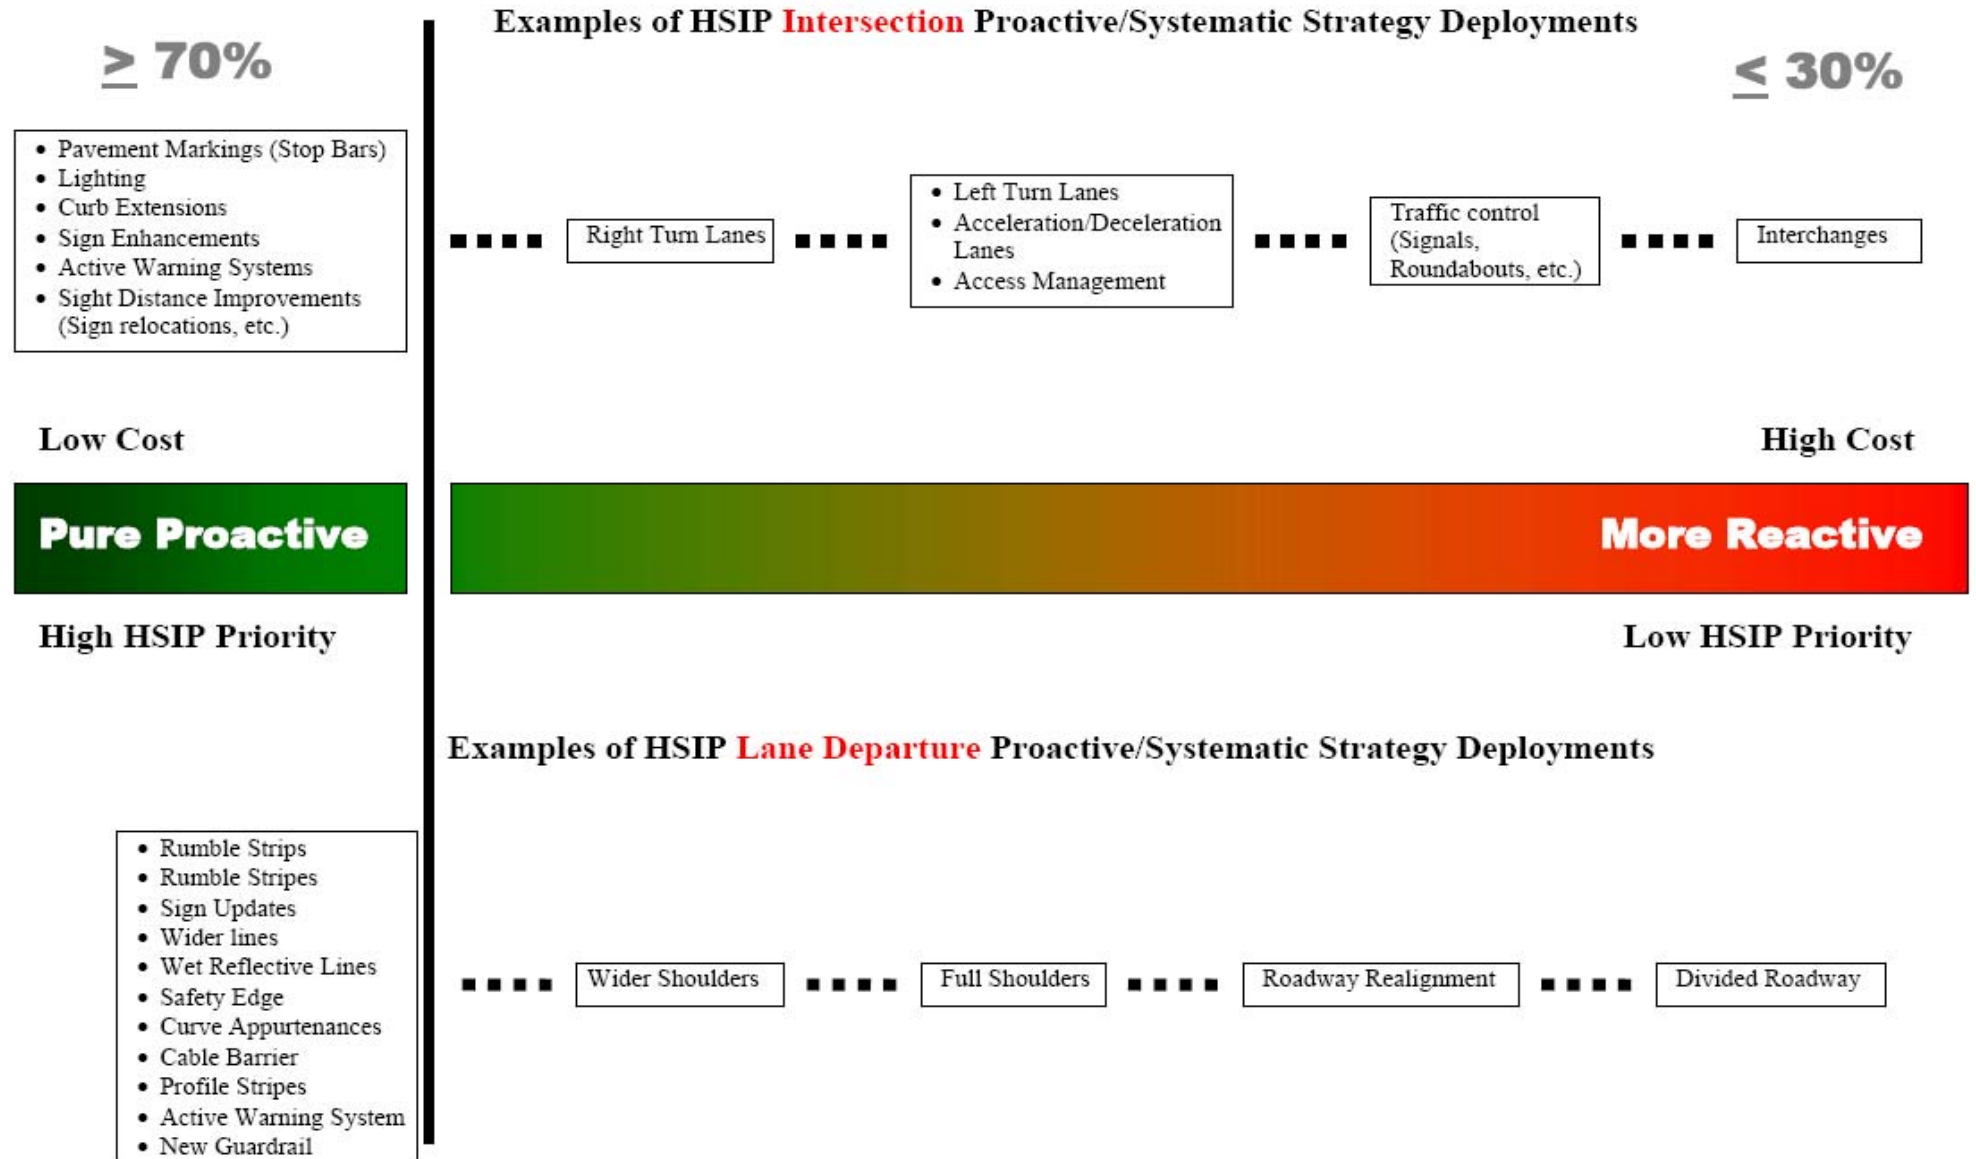 Examples of HSIP Intersection Proactive/Systematic Strategy Deployments
≥ 70%
≤ 30%
• Pavement Markings (Stop Bars)
• Lighting
• Curb Extensions
• Sign Enhancements
• Active Warning Systems
• Sight Distance Improvements
(Sign relocations, etc.)
Right Turn Lanes
• Left Turn Lanes
• Acceleration/Deceleration
Lanes
• Access Management
Traffic control
(Signals,
Roundabouts, etc.)
Interchanges
Low Cost
High Cost
Pure Proactive
More Reactive
High HSIP Priority
Low HSIP Priority
Examples of HSIP Lane Departure Proactive/Systematic Strategy Deployments
• Rumble Strips
• Rumble Stripes
• Sign Updates
• Wider lines
• Wet Reflective Lines
• Safety Edge
• Curve Appurtenances
• Cable Barrier
• Profile Stripes
• Active Warning System
• New Guardrail
Wider Shoulders
Full Shoulders
Roadway Realignment
Divided Roadway